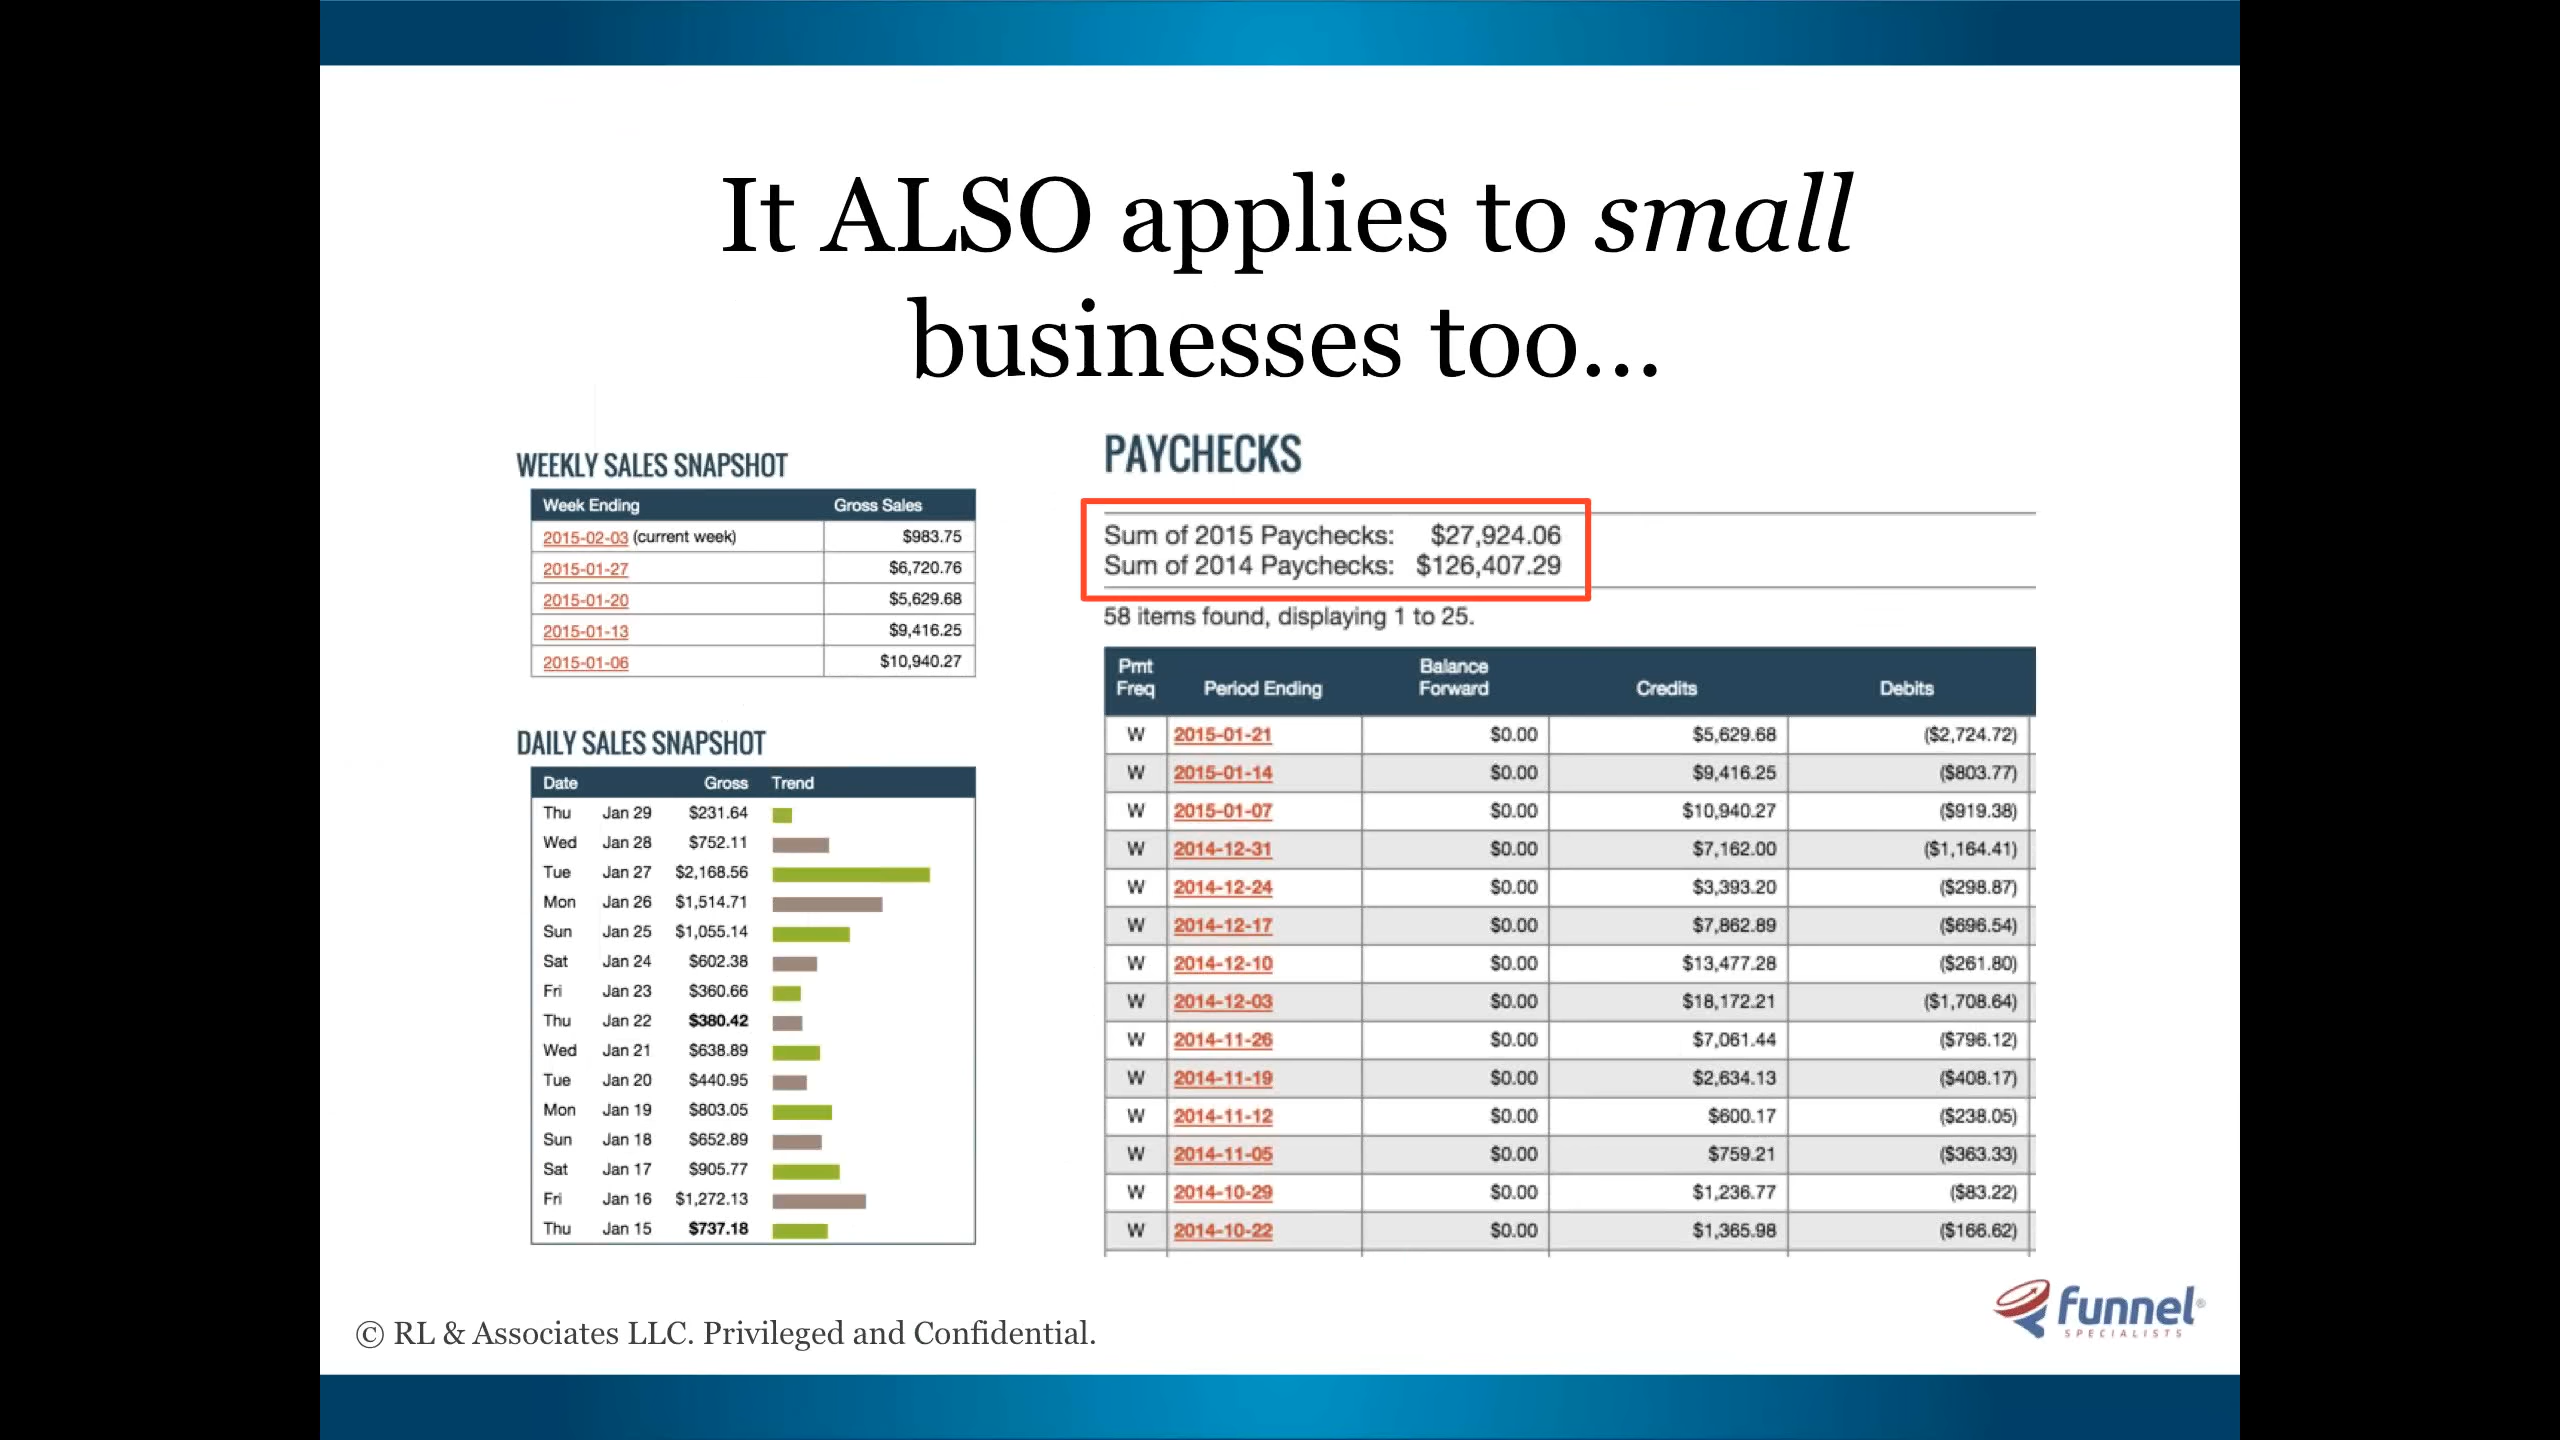 It ALSO applies to small
businesses too...
WEEKLY SALES SNAPSHOT
Week Ending Gross Sales
2015-02-03 (current week) $983.75
2015-01-27 $6,720.76
2015-01-20 $5,629.68
2015-01-13 $9,416.25
2015-01-06 $10,940.27
DAILY SALES SNAPSHOT
Date Gross Trend
Thu Jan 29 $231.64
Wed Jan 28 $752.11
Tue Jan 27 $2,168.56
Mon Jan 26 $1,514.71
Sun Jan 25 $1,055.14
Sat Jan 24 $602.38
Fri Jan 23 $360.66
Thu Jan 22 $380.42
Wed Jan 21 $638.89
Tue Jan 20 $440.95
Mon Jan 19 $803.05
Sun Jan 18 $652.89
Sat Jan 17 $905.77
Fri Jan 16 $1,272.13
Thu Jan 15 $737.18
PAYCHECKS
Sum of 2015 Paychecks: $27,924.06
Sum of 2014 Paychecks: $126,407.29
58 items found, displaying 1 to 25.
Pmt Freq Period Ending Balance Forward Credits Debits
W 2015-01-21 $0.00 $5,629.68 ($2,724.72)
W 2015-01-14 $0.00 $9,416.25 ($803.77)
W 2015-01-07 $0.00 $10,940.27 ($919.38)
W 2014-12-31 $0.00 $7,162.00 ($1,164.41)
W 2014-12-24 $0.00 $3,393.20 ($298.87)
W 2014-12-17 $0.00 $7,862.89 ($696.54)
W 2014-12-10 $0.00 $13,477.28 ($261.80)
W 2014-12-03 $0.00 $18,172.21 ($1,708.64)
W 2014-11-26 $0.00 $7,061.44 ($796.12)
W 2014-11-19 $0.00 $2,634.13 ($408.17)
W 2014-11-12 $0.00 $600.17 ($238.05)
W 2014-11-05 $0.00 $759.21 ($363.33)
W 2014-10-29 $0.00 $1,236.77 ($83.22)
W 2014-10-22 $0.00 $1,365.98 ($166.62)
© RL & Associates LLC. Privileged and Confidential.
funnel®
SPECIALISTS